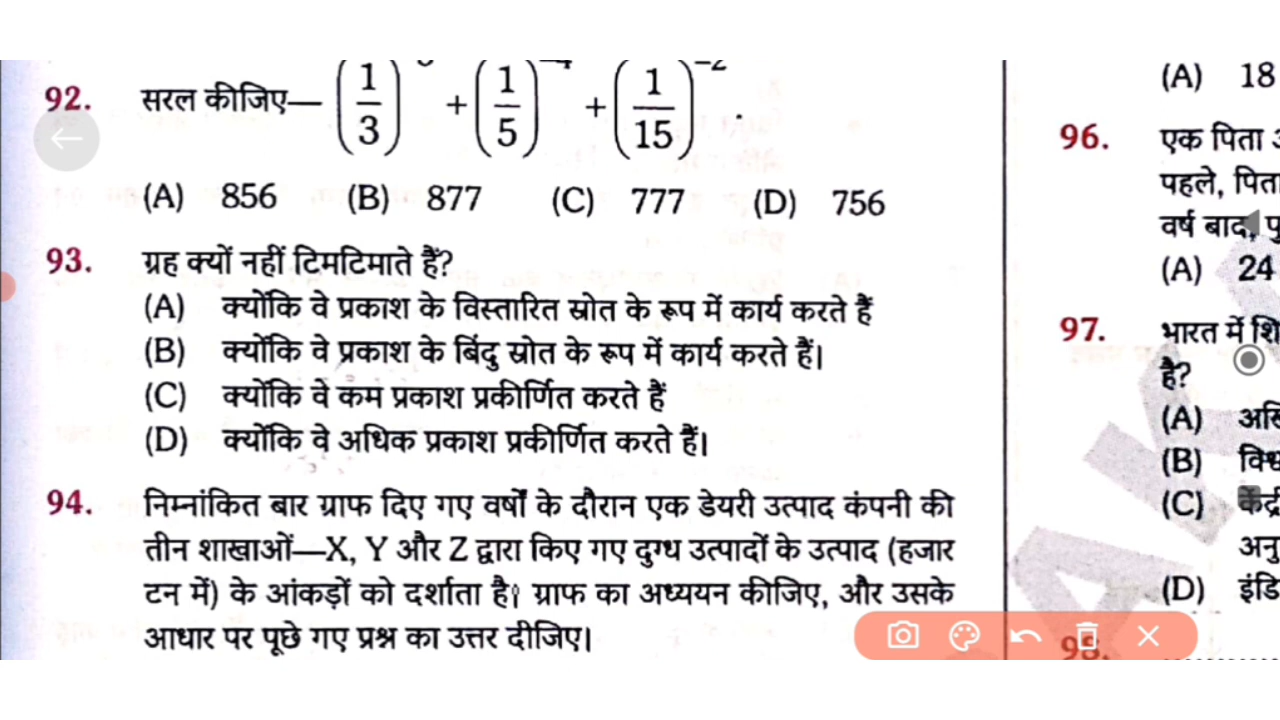 92. सरल कीजिए— (1/3) + (1/5)⁻⁴ + (1/15)⁻² .
(A) 856 (B) 877 (C) 777 (D) 756
93. ग्रह क्यों नहीं टिमटिमाते हैं?
(A) क्योंकि वे प्रकाश के विस्तारित स्रोत के रूप में कार्य करते हैं
(B) क्योंकि वे प्रकाश के बिंदु स्रोत के रूप में कार्य करते हैं।
(C) क्योंकि वे कम प्रकाश प्रकीर्णित करते हैं
(D) क्योंकि वे अधिक प्रकाश प्रकीर्णित करते हैं।
94. निम्नांकित बार ग्राफ दिए गए वर्षों के दौरान एक डेयरी उत्पाद कंपनी की
तीन शाखाओं—X, Y और Z द्वारा किए गए दुग्ध उत्पादों के उत्पाद (हजार
टन में) के आंकड़ों को दर्शाता है। ग्राफ का अध्ययन कीजिए, और उसके
आधार पर पूछे गए प्रश्न का उत्तर दीजिए।
(A) 18
96. एक पिता
पहले, पिता
वर्ष बाद,
(A) 24
97. भारत में
है?
(A)
(B)
(C)
(D)
98.